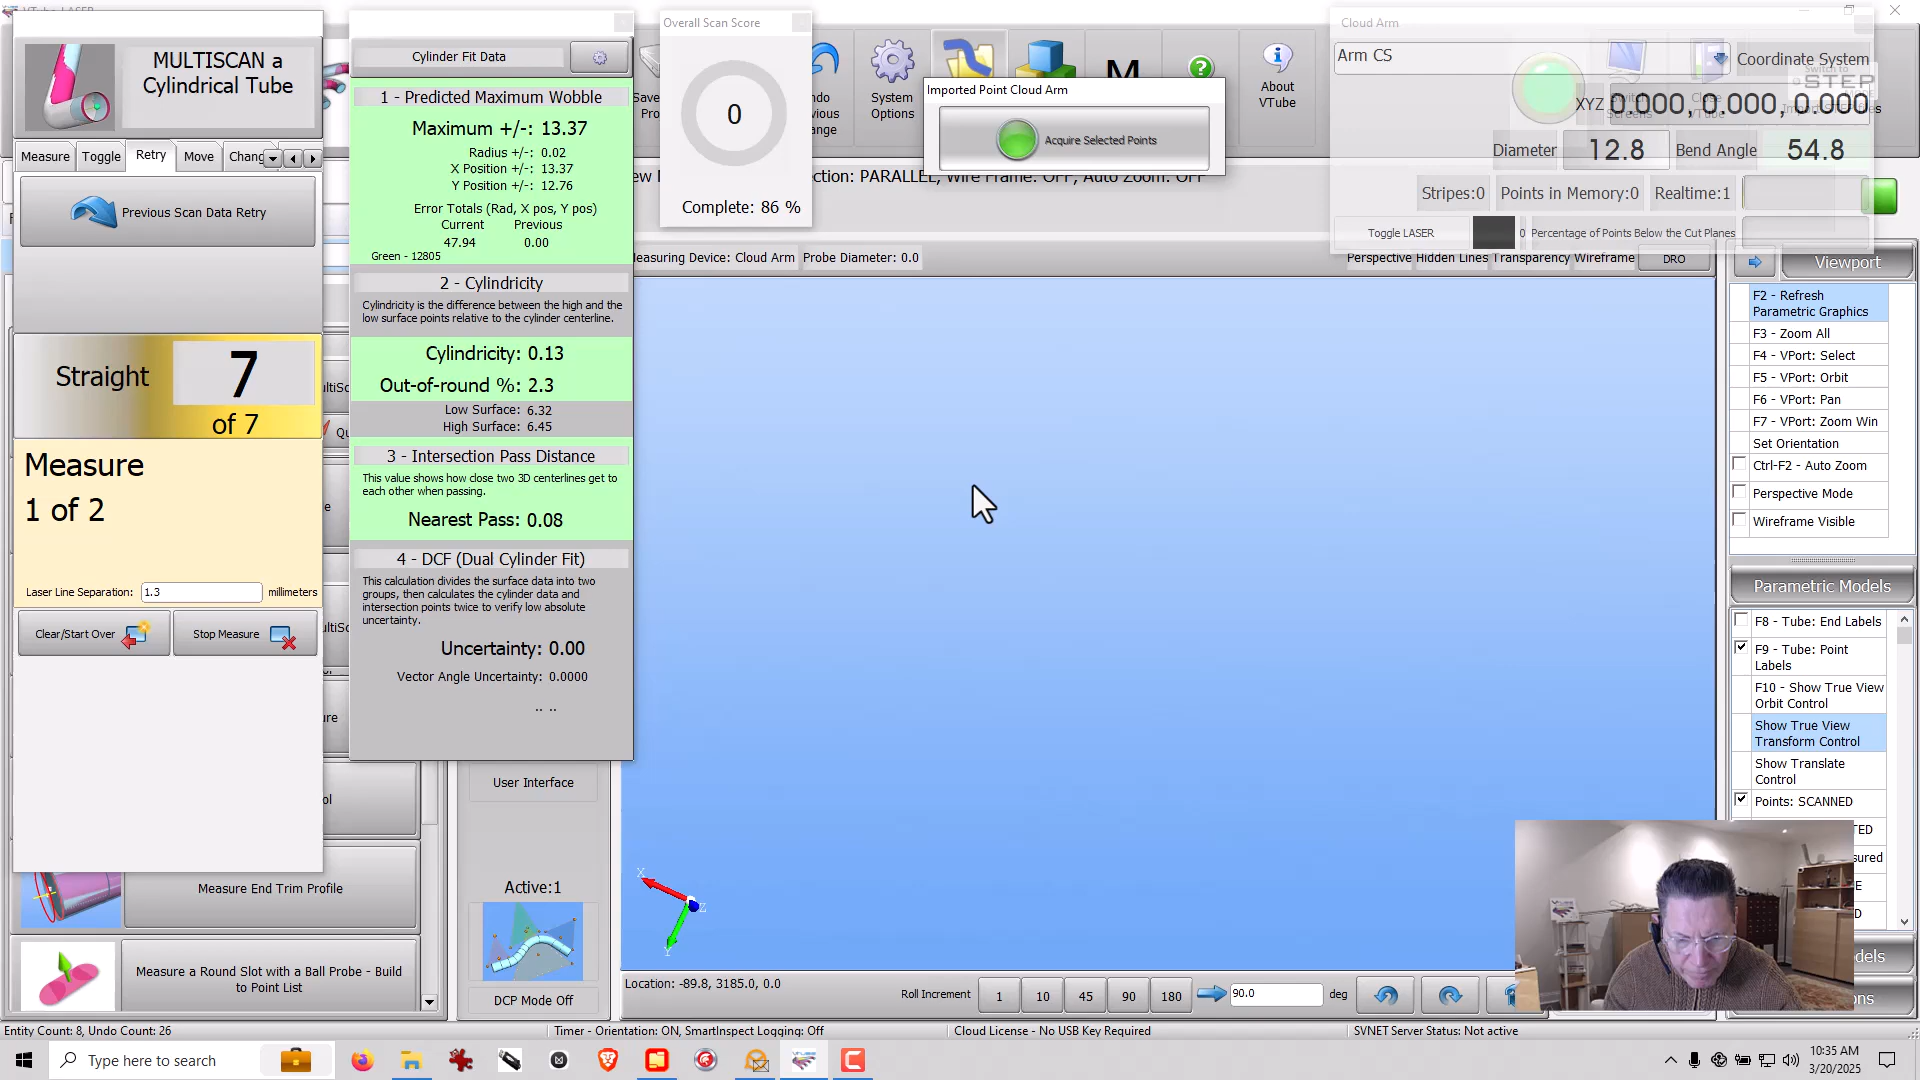 MULTISCAN a
Cylindrical Tube
Measure
Toggle
Retry
Move
Previous Scan Data Retry
Straight
7
of 7
Measure
1 of 2
Laser Line Separation:
1.3
millimeters
Clear/Start Over
Stop Measure
Measure End Trim Profile
Measure a Round Slot with a Ball Probe - Build
to Point List
Cylinder Fit Data
1 - Predicted Maximum Wobble
Maximum +/-: 13.37
Radius +/-: 0.02
X Position +/-: 13.37
Y Position +/-: 12.76
Error Totals (Rad, X pos, Y pos)
Current Previous
47.94 0.00
Green - 12805
2 - Cylindricity
Cylindricity is the difference between the high and the
low surface points relative to the cylinder centerline.
Cylindricity: 0.13
Out-of-round %: 2.3
Low Surface: 6.32
High Surface: 6.45
3 - Intersection Pass Distance
This value shows how close two 3D centerlines get to
each other when passing.
Nearest Pass: 0.08
4 - DCF (Dual Cylinder Fit)
This calculation divides the surface data into two
groups, then calculates the cylinder data and
intersection points twice to verify low absolute
uncertainty.
Uncertainty: 0.00
Vector Angle Uncertainty: 0.0000
.. ..
User Interface
Active:1
DCP Mode Off
Overall Scan Score
0
Complete: 86 %
System
Options
M
?
About
VTube
Imported Point Cloud Arm
Acquire Selected Points
ction: PARALLEL, Wire Frame: OFF, Auto Zoom: OFF
easuring Device: Cloud Arm
Probe Diameter: 0.0
Perspective
Hidden Lines
Transparency
Wireframe
DRO
Cloud Arm
Arm CS
Coordinate System
XYZ 0.000, 0.000, 0.000
Diameter
12.8
Bend Angle
54.8
Stripes:0
Points in Memory:0
Realtime:1
Toggle LASER
0
Percentage of Points Below the Cut Planes
Viewport
F2 - Refresh
Parametric Graphics
F3 - Zoom All
F4 - VPort: Select
F5 - VPort: Orbit
F6 - VPort: Pan
F7 - VPort: Zoom Win
Set Orientation
Ctrl-F2 - Auto Zoom
Perspective Mode
Wireframe Visible
Parametric Models
F8 - Tube: End Labels
F9 - Tube: Point
Labels
F10 - Show True View
Orbit Control
Show True View
Transform Control
Show Translate
Control
Points: SCANNED
X
Y
Z
Location: -89.8, 3185.0, 0.0
Roll Increment
1
10
45
90
180
90.0
deg
Entity Count: 8, Undo Count: 26
Timer - Orientation: ON, SmartInspect Logging: Off
Cloud License - No USB Key Required
SVNET Server Status: Not active
Type here to search
10:35 AM
3/20/2025